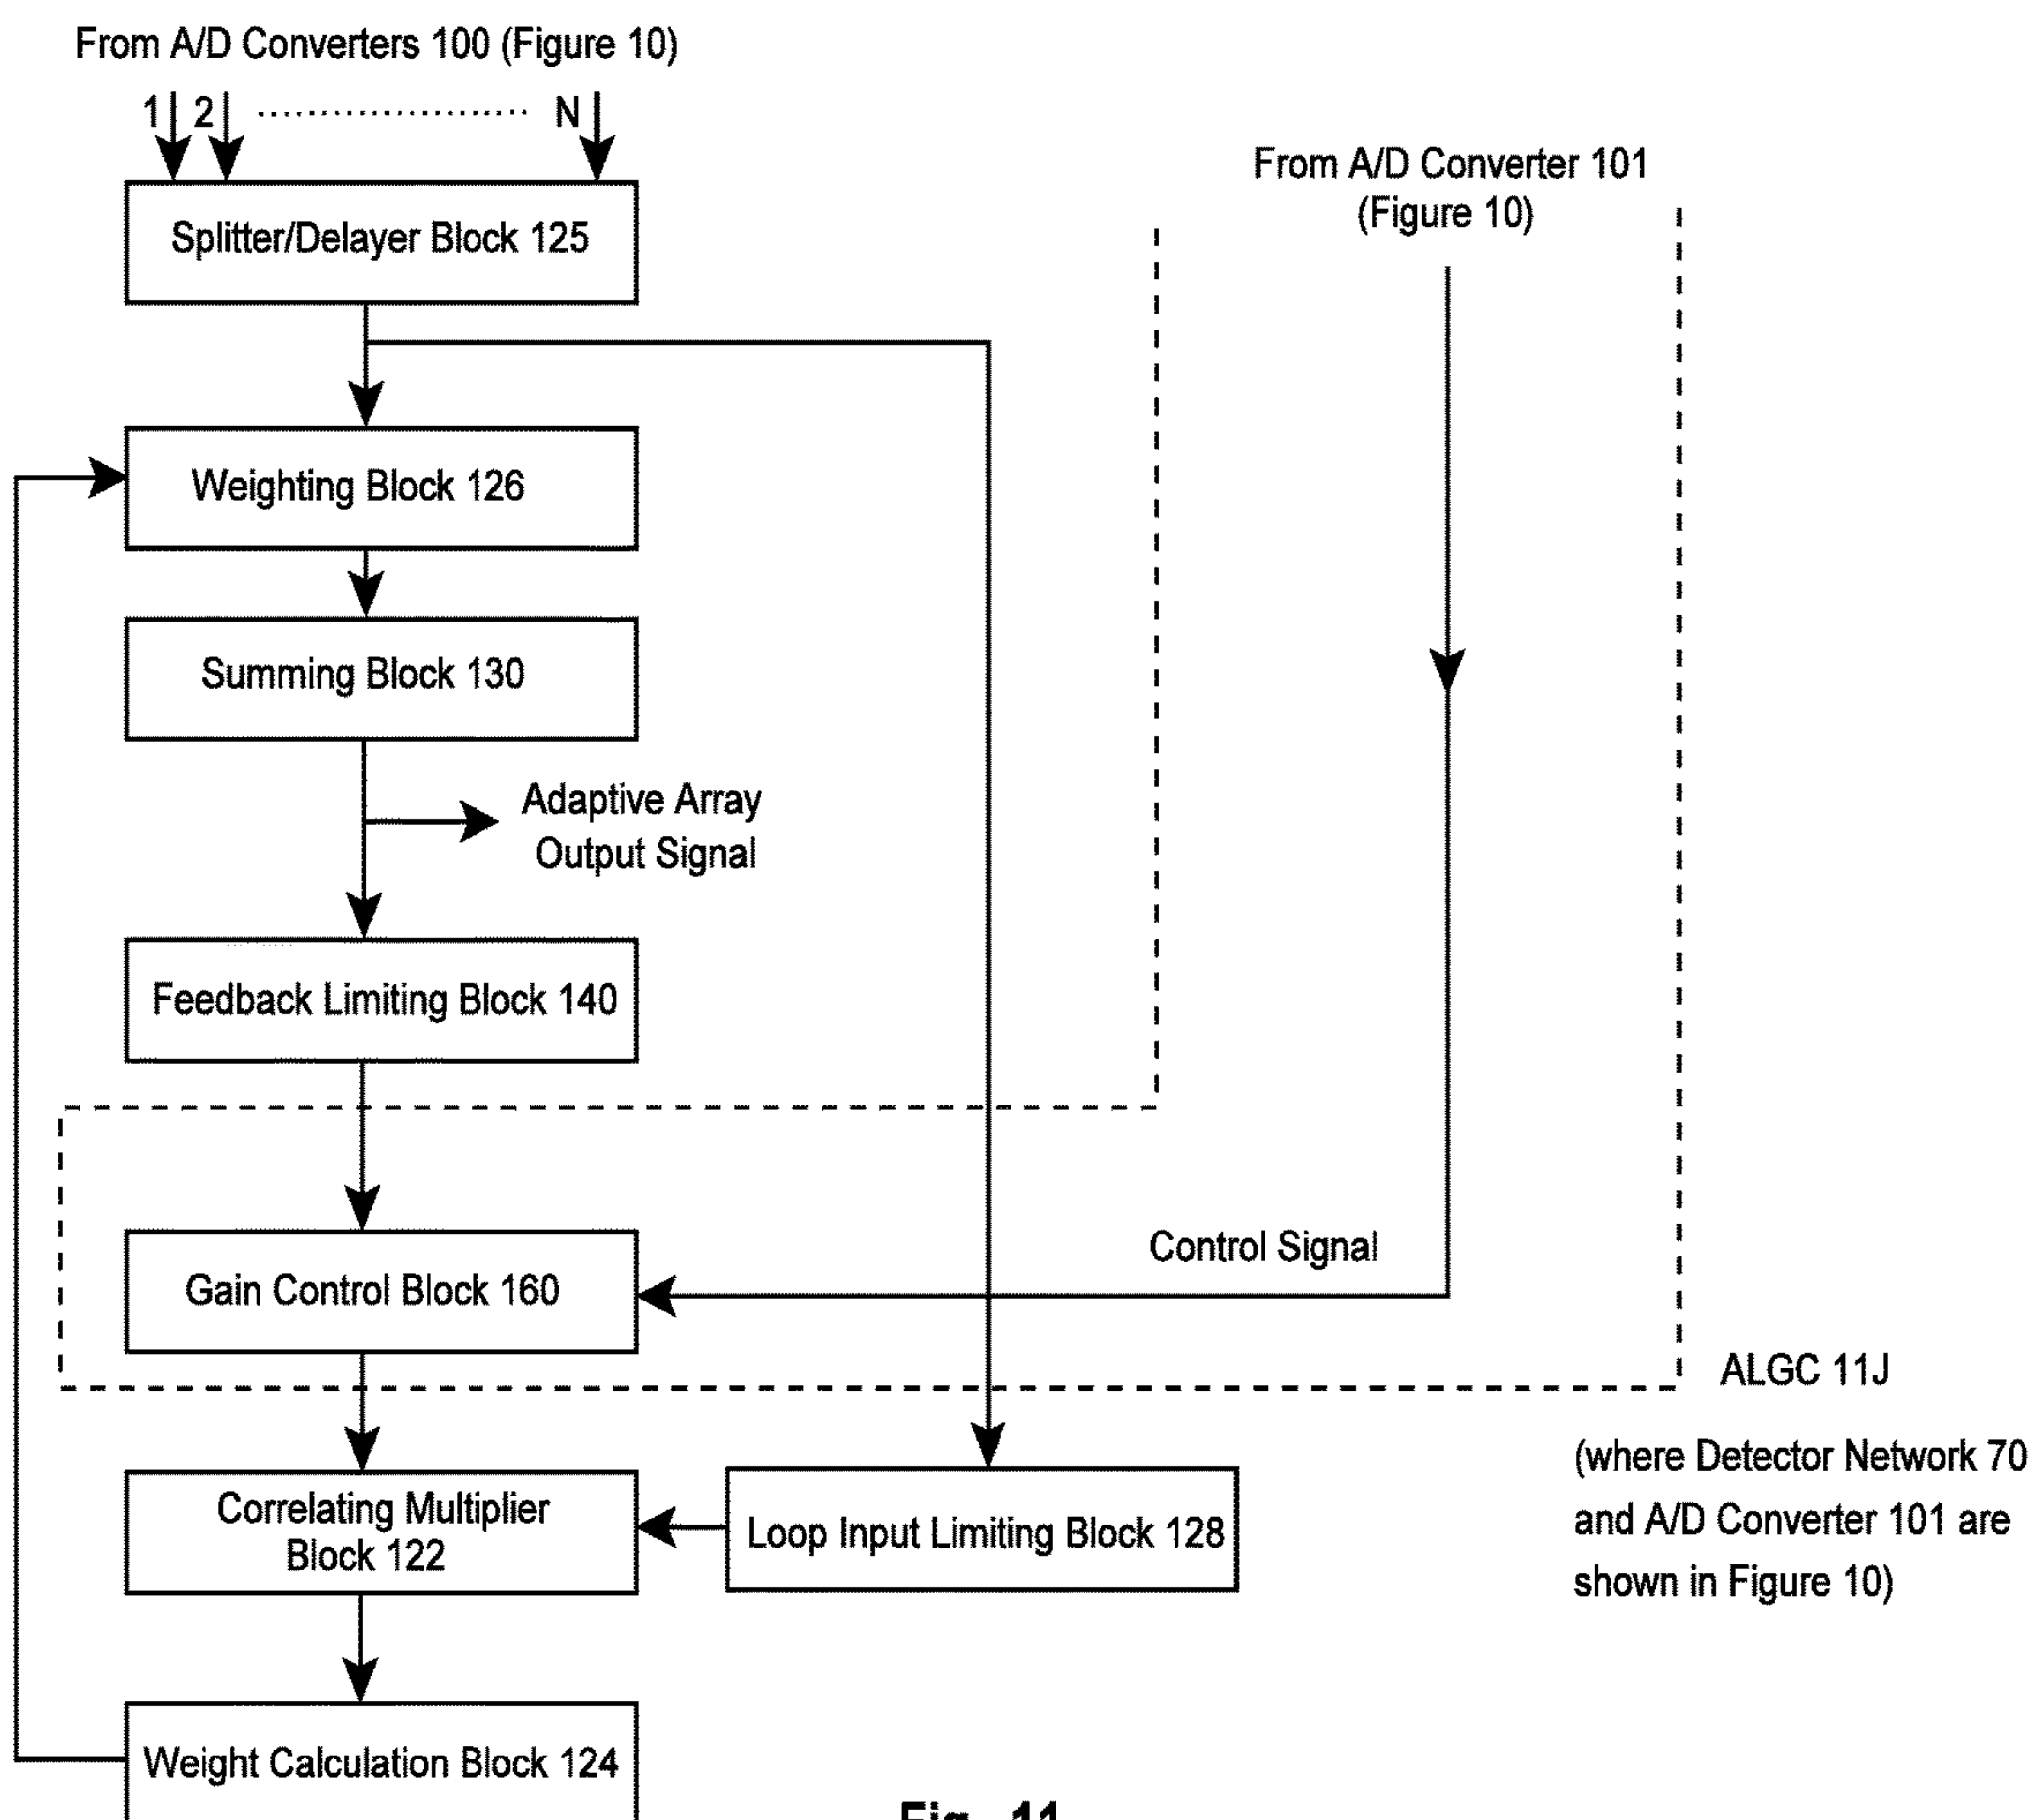 From A/D Converters 100 (Figure 10)
1 2 N
From A/D Converter 101
(Figure 10)
Splitter/Delayer Block 125
Weighting Block 126
Summing Block 130
Adaptive Array
Output Signal
Feedback Limiting Block 140
Control Signal
Gain Control Block 160
ALGC 11J
(where Detector Network 70
and A/D Converter 101 are
shown in Figure 10)
Correlating Multiplier
Block 122
Loop Input Limiting Block 128
Weight Calculation Block 124
Fig. 11